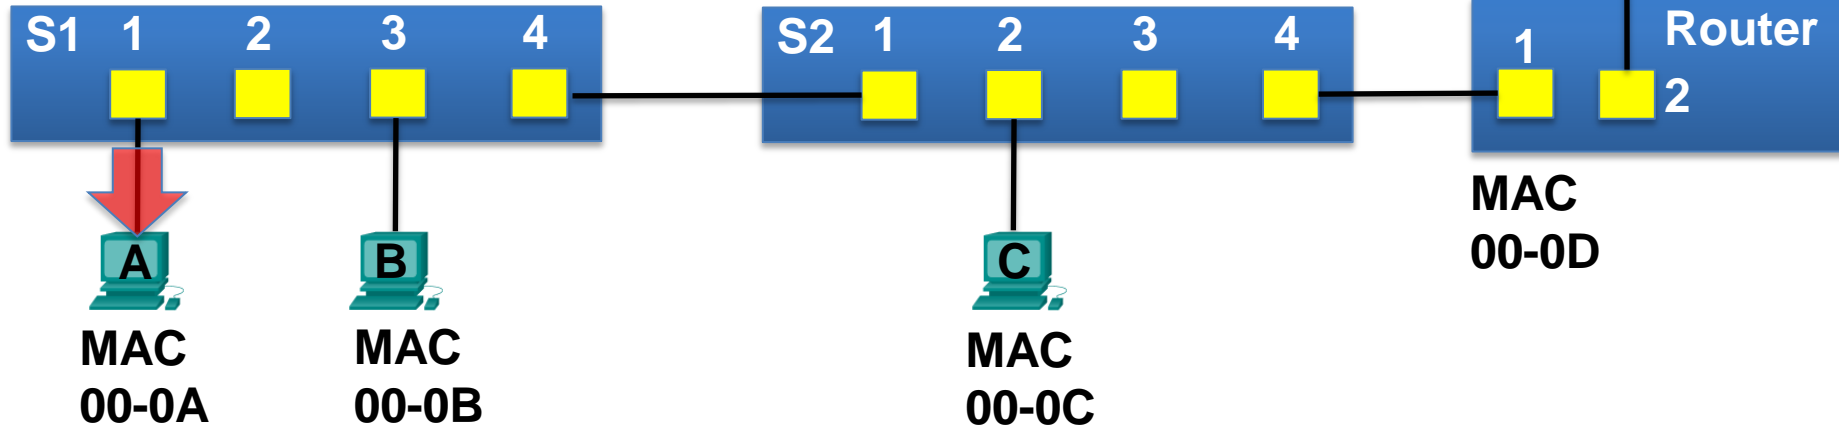 S1 1 2 3 4
S2 1 2 3 4
1 Router
2
A
B
C
MAC
00-0A
MAC
00-0B
MAC
00-0C
MAC
00-0D